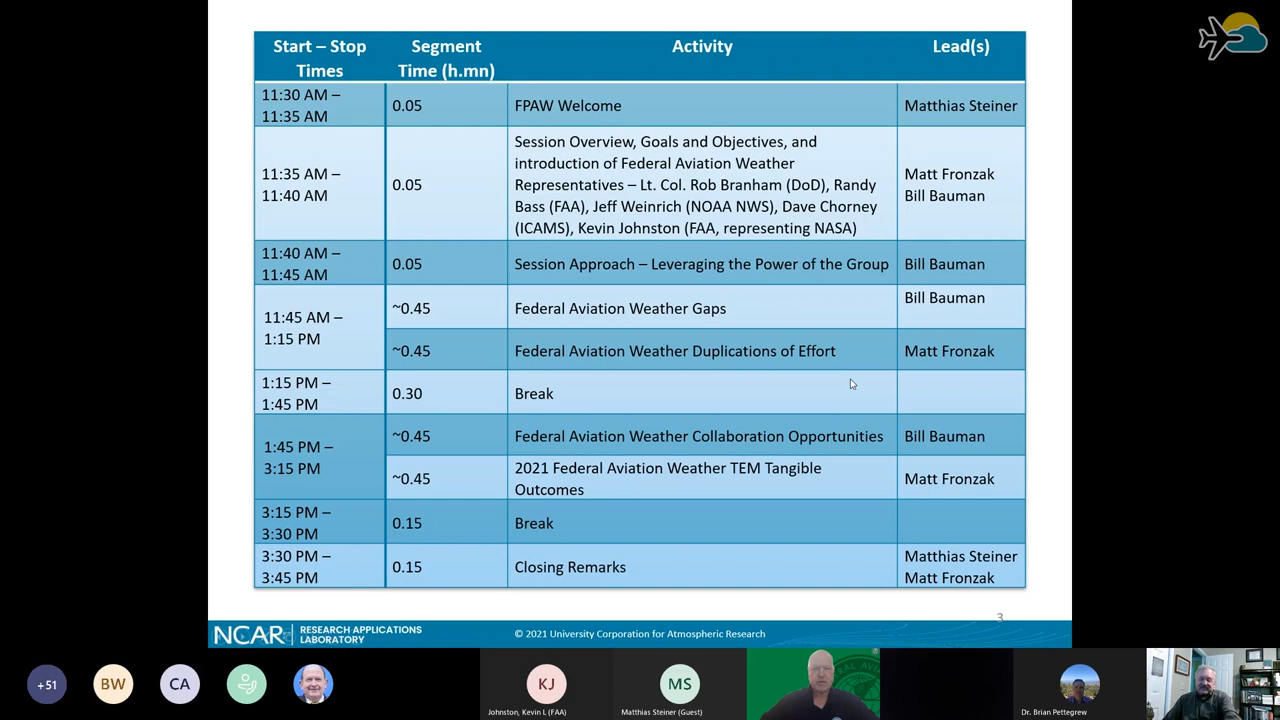 Start – Stop
Times
Segment
Time (h.mn)
Activity
Lead(s)
11:30 AM –
11:35 AM
0.05
FPAW Welcome
Matthias Steiner
11:35 AM –
11:40 AM
0.05
Session Overview, Goals and Objectives, and
introduction of Federal Aviation Weather
Representatives – Lt. Col. Rob Branham (DoD), Randy
Bass (FAA), Jeff Weinrich (NOAA NWS), Dave Chorney
(ICAMS), Kevin Johnston (FAA, representing NASA)
Matt Fronzak
Bill Bauman
11:40 AM –
11:45 AM
0.05
Session Approach – Leveraging the Power of the Group
Bill Bauman
11:45 AM –
1:15 PM
~0.45
Federal Aviation Weather Gaps
Bill Bauman
~0.45
Federal Aviation Weather Duplications of Effort
Matt Fronzak
1:15 PM –
1:45 PM
0.30
Break
1:45 PM –
3:15 PM
~0.45
Federal Aviation Weather Collaboration Opportunities
Bill Bauman
~0.45
2021 Federal Aviation Weather TEM Tangible
Outcomes
Matt Fronzak
3:15 PM –
3:30 PM
0.15
Break
3:30 PM –
3:45 PM
0.15
Closing Remarks
Matthias Steiner
Matt Fronzak
3
NCAR
RESEARCH APPLICATIONS
LABORATORY
© 2021 University Corporation for Atmospheric Research
+51
BW
CA
KJ
Johnston, Kevin L (FAA)
MS
Matthias Steiner (Guest)
Dr. Brian Pettegrew